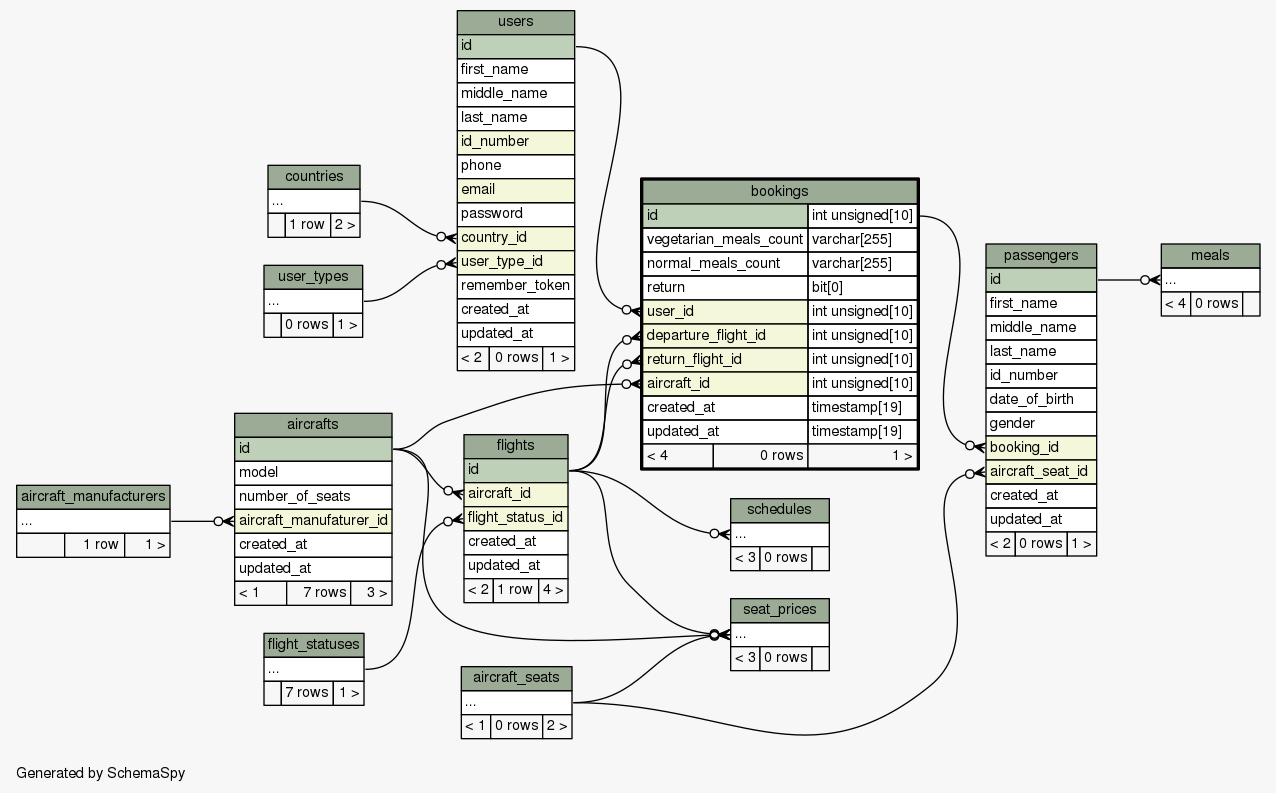 users
id
first_name
middle_name
last_name
id_number
phone
email
password
country_id
user_type_id
remember_token
created_at
updated_at
< 2 0 rows 1 >
countries
...
1 row 2 >
user_types
...
0 rows 1 >
bookings
id int unsigned[10]
vegetarian_meals_count varchar[255]
normal_meals_count varchar[255]
return bit[0]
user_id int unsigned[10]
departure_flight_id int unsigned[10]
return_flight_id int unsigned[10]
aircraft_id int unsigned[10]
created_at timestamp[19]
updated_at timestamp[19]
< 4 0 rows 1 >
passengers
id
first_name
middle_name
last_name
id_number
date_of_birth
gender
booking_id
aircraft_seat_id
created_at
updated_at
< 2 0 rows 1 >
meals
...
< 4 0 rows
aircrafts
id
model
number_of_seats
aircraft_manufaturer_id
created_at
updated_at
< 1 7 rows 3 >
aircraft_manufacturers
...
1 row 1 >
flights
id
aircraft_id
flight_status_id
created_at
updated_at
< 2 1 row 4 >
schedules
...
< 3 0 rows
seat_prices
...
< 3 0 rows
flight_statuses
...
7 rows 1 >
aircraft_seats
...
< 1 0 rows 2 >
Generated by SchemaSpy